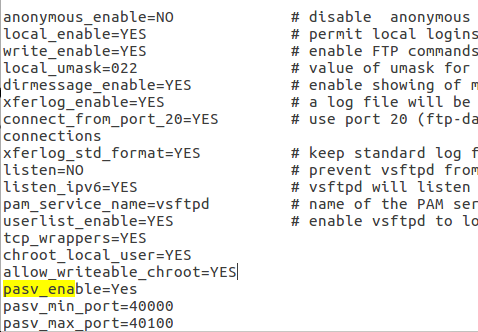 anonymous_enable=NO # disable anonymous
local_enable=YES # permit local logins
write_enable=YES # enable FTP commands
local_umask=022 # value of umask for
dirmessage_enable=YES # enable showing of m
xferlog_enable=YES # a log file will be
connect_from_port_20=YES # use port 20 (ftp-da
connections
xferlog_std_format=YES # keep standard log f
listen=NO # prevent vsftpd from
listen_ipv6=YES # vsftpd will listen
pam_service_name=vsftpd # name of the PAM ser
userlist_enable=YES # enable vsftpd to lo
tcp_wrappers=YES
chroot_local_user=YES
allow_writeable_chroot=YES
pasv_enable=Yes
pasv_min_port=40000
pasv_max_port=40100